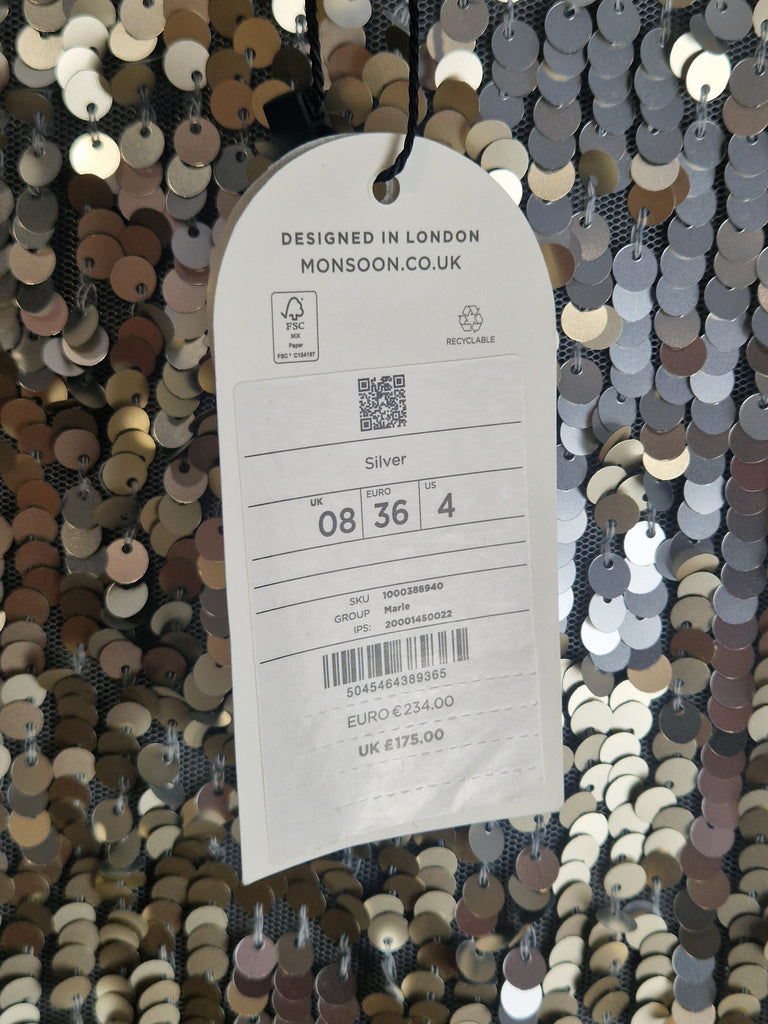 DESIGNED IN LONDON
MONSOON.CO.UK
FSC
MIX
Paper
FSC® C184157
RECYCLABLE
Silver
UK 08 EURO 36 US 4
SKU 1000388940
GROUP Marie
IPS: 20001450022
5045464389365
EURO €234.00
UK £175.00